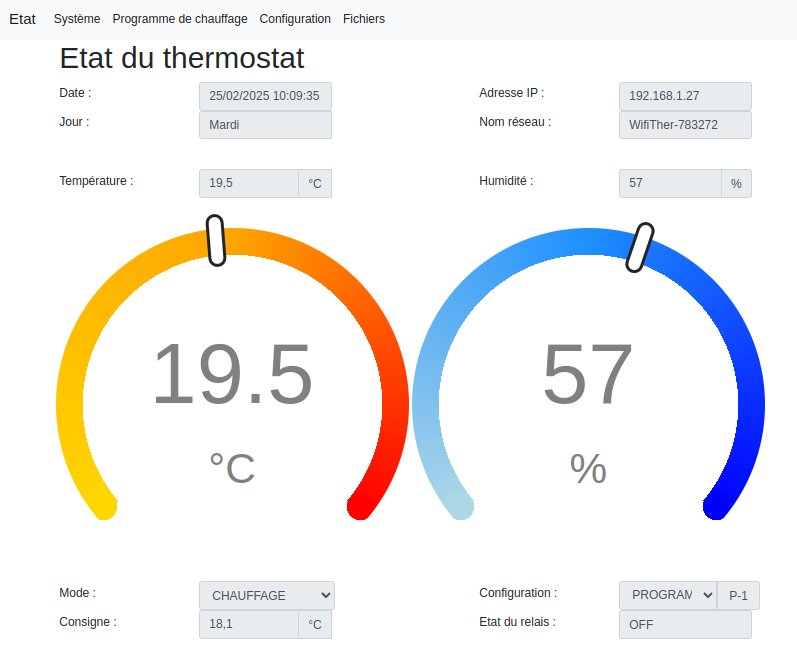 Etat Système Programme de chauffage Configuration Fichiers
Etat du thermostat
Date : 25/02/2025 10:09:35 Adresse IP : 192.168.1.27
Jour : Mardi Nom réseau : WifiTher-783272
Température : 19,5 °C Humidité : 57 %
19.5 57
°C %
Mode : CHAUFFAGE Configuration : PROGRAM P-1
Consigne : 18,1 °C Etat du relais : OFF